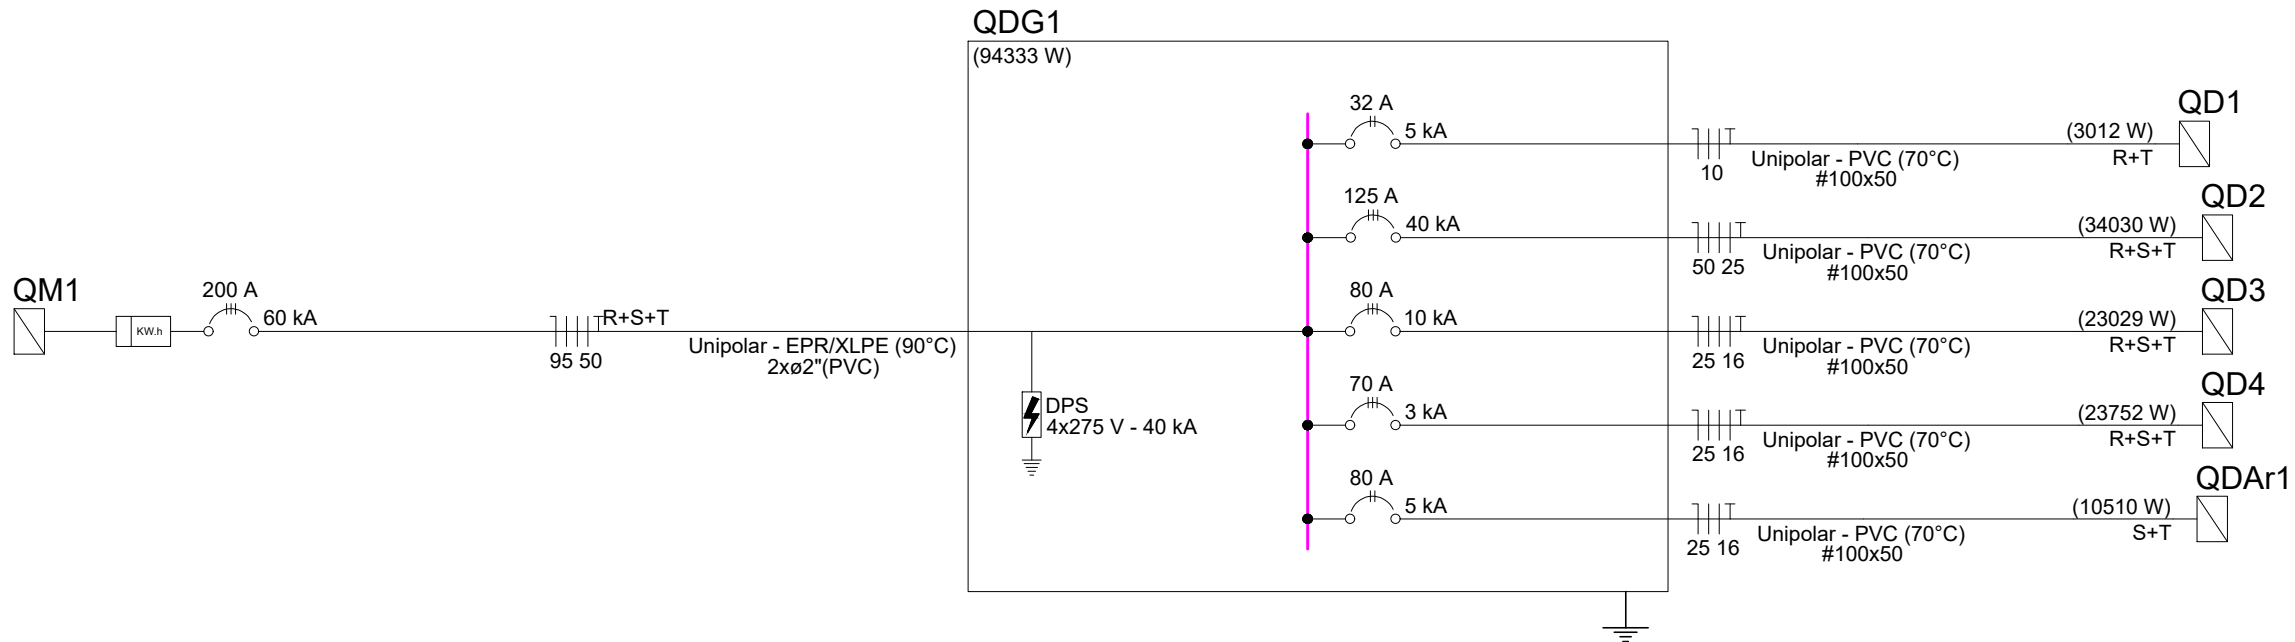 QDG1
(94333 W)
32 A
5 kA
10
Unipolar - PVC (70°C)
#100x50
(3012 W)
R+T
QD1
125 A
40 kA
50 25
Unipolar - PVC (70°C)
#100x50
(34030 W)
R+S+T
QD2
QM1
KW.h
200 A
60 kA
95 50
R+S+T
Unipolar - EPR/XLPE (90°C)
2xø2"(PVC)
80 A
10 kA
25 16
Unipolar - PVC (70°C)
#100x50
(23029 W)
R+S+T
QD3
DPS
4x275 V - 40 kA
70 A
3 kA
25 16
Unipolar - PVC (70°C)
#100x50
(23752 W)
R+S+T
QD4
80 A
5 kA
25 16
Unipolar - PVC (70°C)
#100x50
(10510 W)
S+T
QDAr1